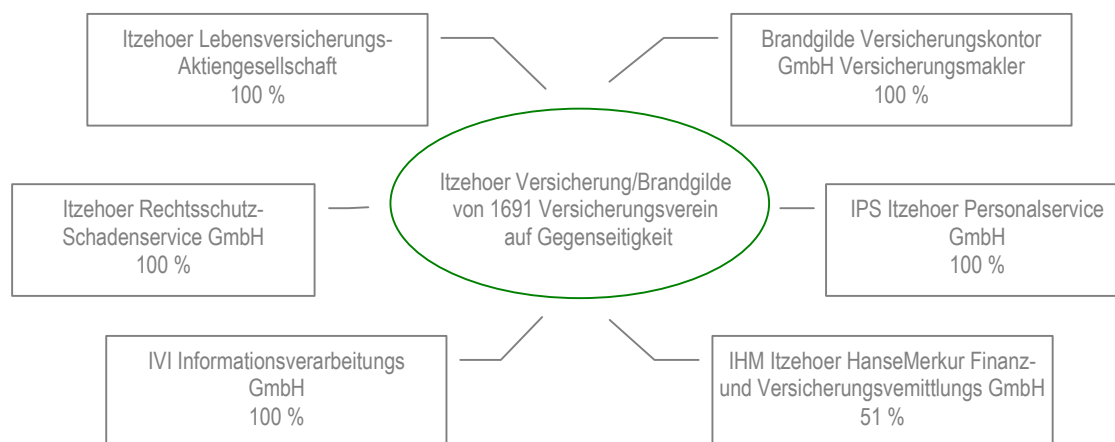 Itzehoer Lebensversicherungs-
Aktiengesellschaft
100 %
Brandgilde Versicherungskontor
GmbH Versicherungsmakler
100 %
Itzehoer Versicherung/Brandgilde
von 1691 Versicherungsverein
auf Gegenseitigkeit
Itzehoer Rechtsschutz-
Schadenservice GmbH
100 %
IPS Itzehoer Personalservice
GmbH
100 %
IVI Informationsverarbeitungs
GmbH
100 %
IHM Itzehoer HanseMerkur Finanz-
und Versicherungsvemittlungs GmbH
51 %